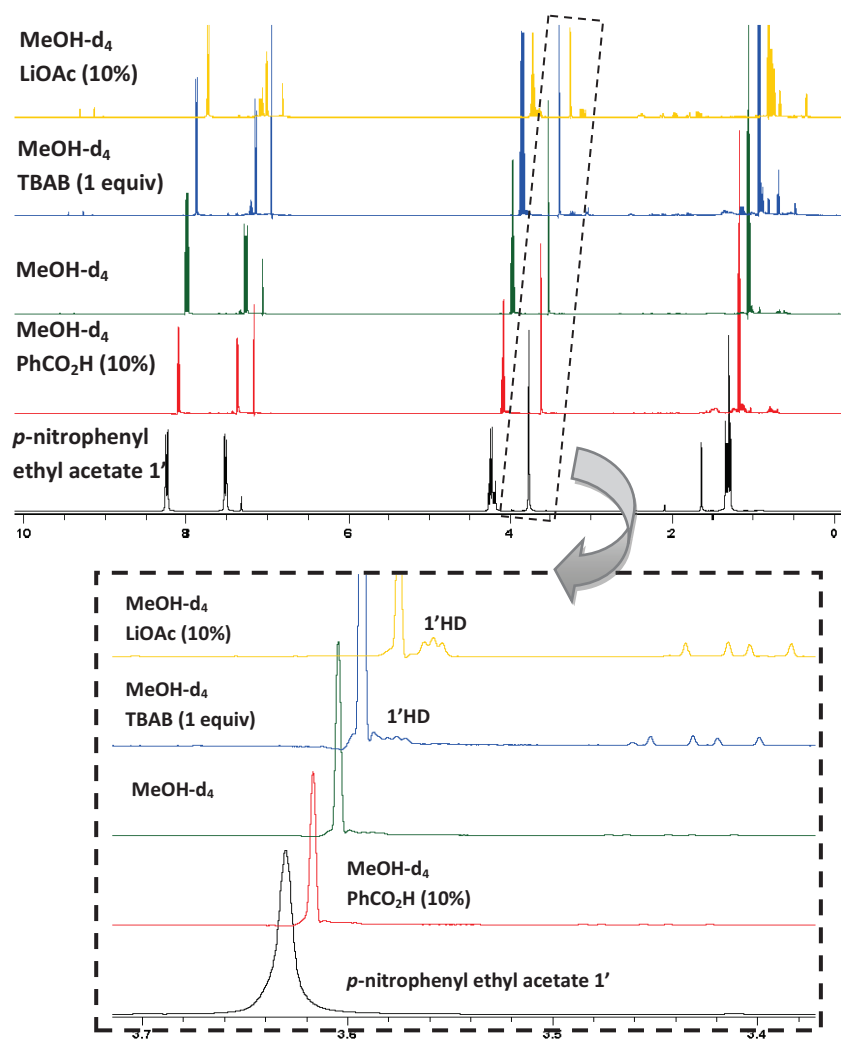 MeOH-d₄
LiOAc (10%)
MeOH-d₄
TBAB (1 equiv)
MeOH-d₄
MeOH-d₄
PhCO₂H (10%)
p-nitrophenyl
ethyl acetate 1'
10 8 6 4 2 0
MeOH-d₄
LiOAc (10%)
1'HD
MeOH-d₄
TBAB (1 equiv)
1'HD
MeOH-d₄
MeOH-d₄
PhCO₂H (10%)
p-nitrophenyl ethyl acetate 1'
3.7 3.6 3.5 3.4